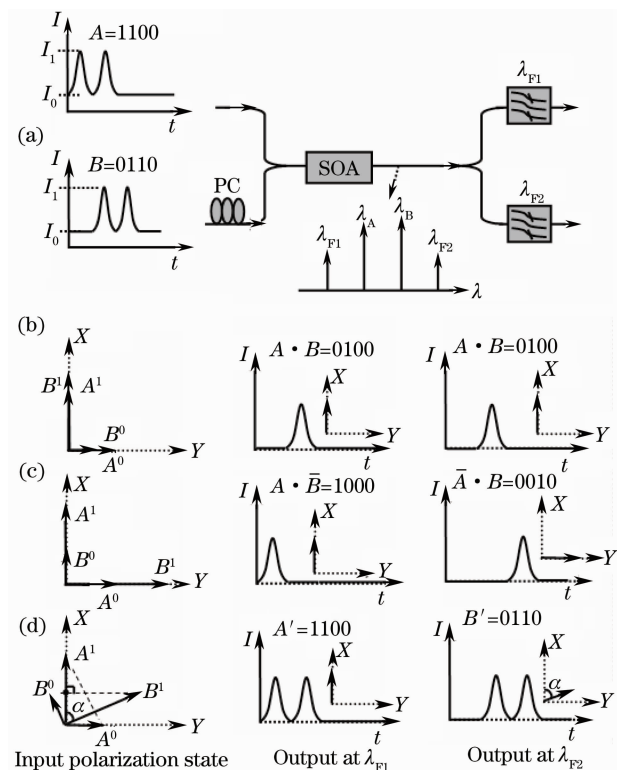 I
A=1100
I₁
I₀
t
(a)
I
B=0110
I₁
I₀
t
PC
SOA
λF1
λF2
λF1
λA
λB
λF2
λ
(b)
X
B¹ A¹
B⁰
A⁰
Y
I
A • B=0100
X
Y
t
I
A • B=0100
X
Y
t
(c)
X
A¹
B⁰
B¹
A⁰
Y
I
A • B̅=1000
X
Y
t
I
A̅ • B=0010
X
Y
t
(d)
X
A¹
B⁰
α
B¹
A⁰
Y
Input polarization state
I
A′=1100
X
Y
t
Output at λF1
I
B′=0110
X
α
Y
t
Output at λF2